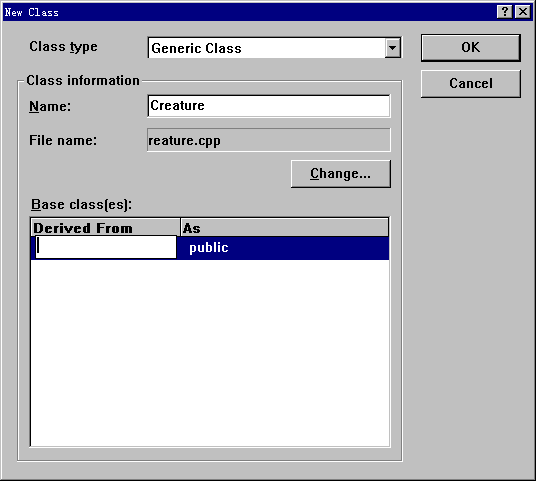 New Class
Class type
Generic Class
OK
Cancel
Class information
Name:
Creature
File name:
reature.cpp
Change...
Base class(es):
Derived From As
public